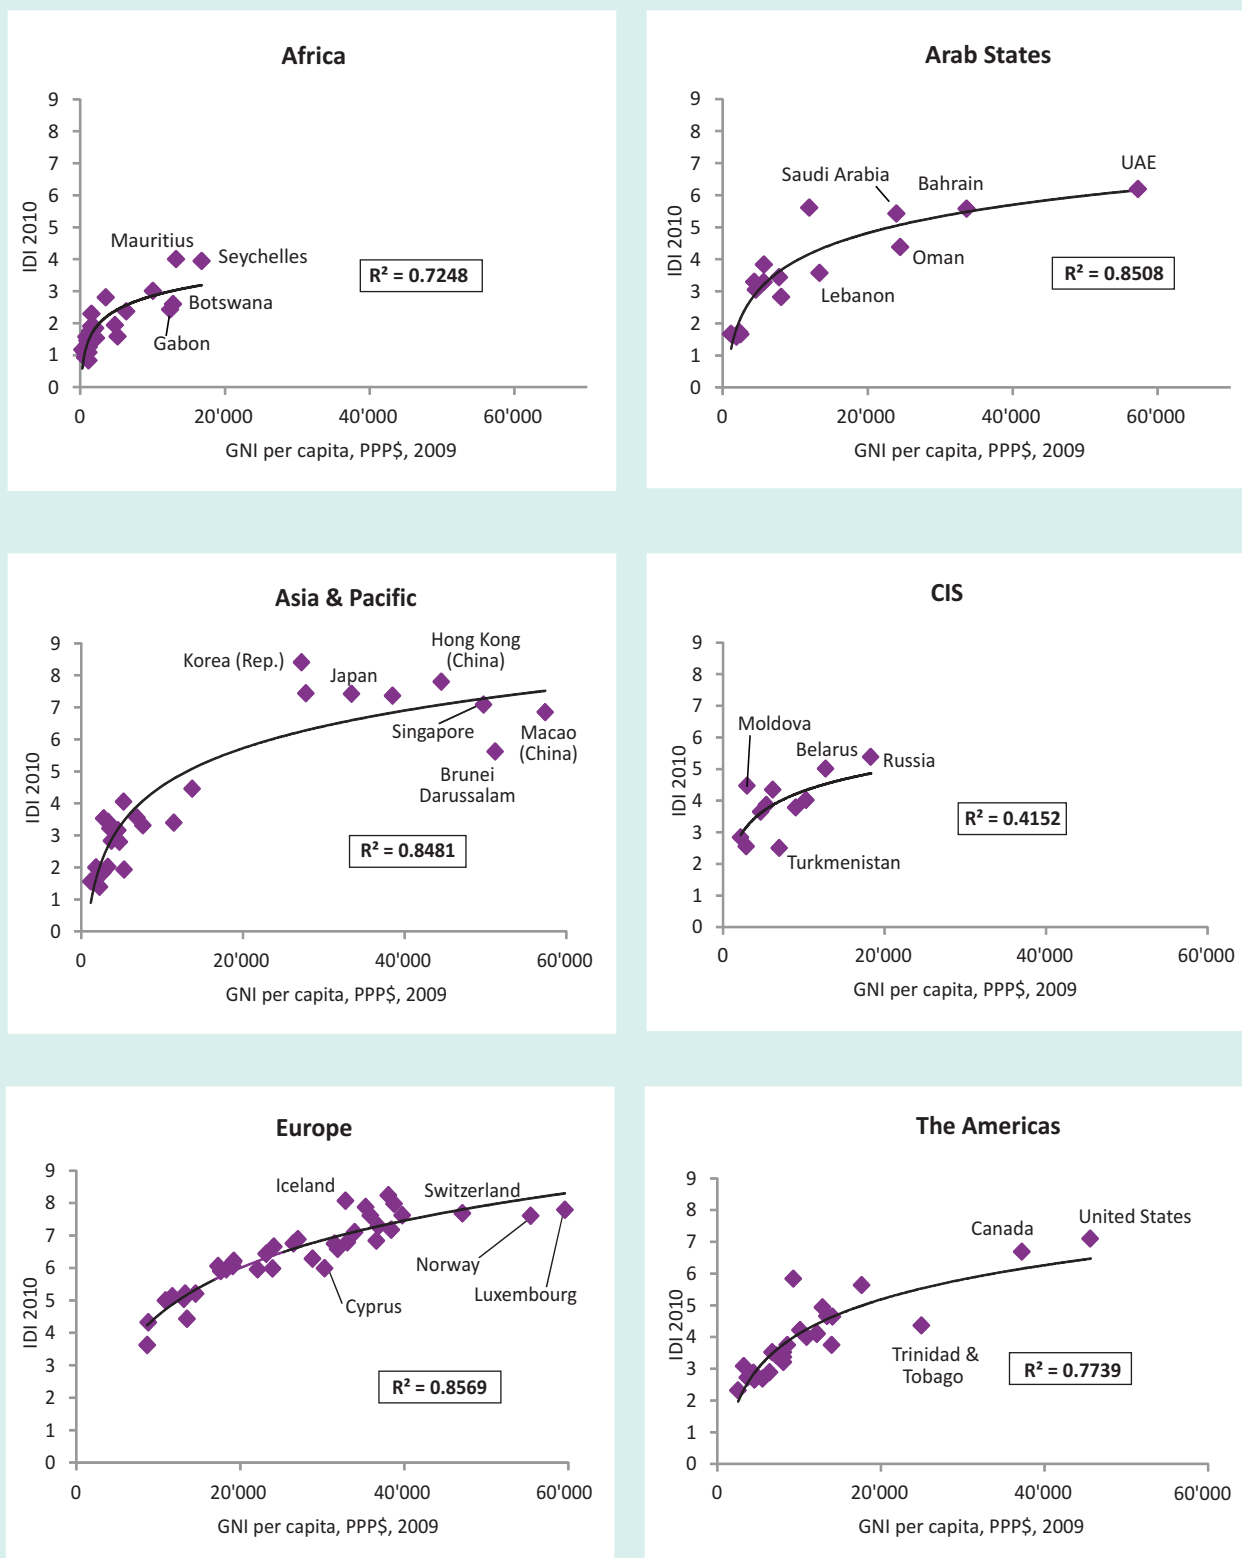 Africa
9
8
7
6
5
4
3
2
1
0
IDI 2010
Mauritius
Seychelles
Botswana
Gabon
R² = 0.7248
0
20'000
40'000
60'000
GNI per capita, PPP$, 2009
Arab States
9
8
7
6
5
4
3
2
1
0
IDI 2010
UAE
Saudi Arabia
Bahrain
Oman
Lebanon
R² = 0.8508
0
20'000
40'000
60'000
GNI per capita, PPP$, 2009
Asia & Pacific
9
8
7
6
5
4
3
2
1
0
IDI 2010
Hong Kong
(China)
Korea (Rep.)
Japan
Singapore
Macao
(China)
Brunei
Darussalam
R² = 0.8481
0
20'000
40'000
60'000
GNI per capita, PPP$, 2009
CIS
9
8
7
6
5
4
3
2
1
0
IDI 2010
Moldova
Belarus
Russia
Turkmenistan
R² = 0.4152
0
20'000
40'000
60'000
GNI per capita, PPP$, 2009
Europe
9
8
7
6
5
4
3
2
1
0
IDI 2010
Iceland
Switzerland
Norway
Luxembourg
Cyprus
R² = 0.8569
0
20'000
40'000
60'000
GNI per capita, PPP$, 2009
The Americas
9
8
7
6
5
4
3
2
1
0
IDI 2010
Canada
United States
Trinidad &
Tobago
R² = 0.7739
0
20'000
40'000
60'000
GNI per capita, PPP$, 2009